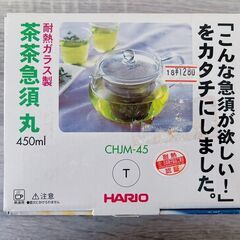 耐熱ガラス製
茶茶急須 丸
450ml
「こんな急須が欲しい!」
をカタチにしました。
CHJM-45
T
HARIO
⚠注意